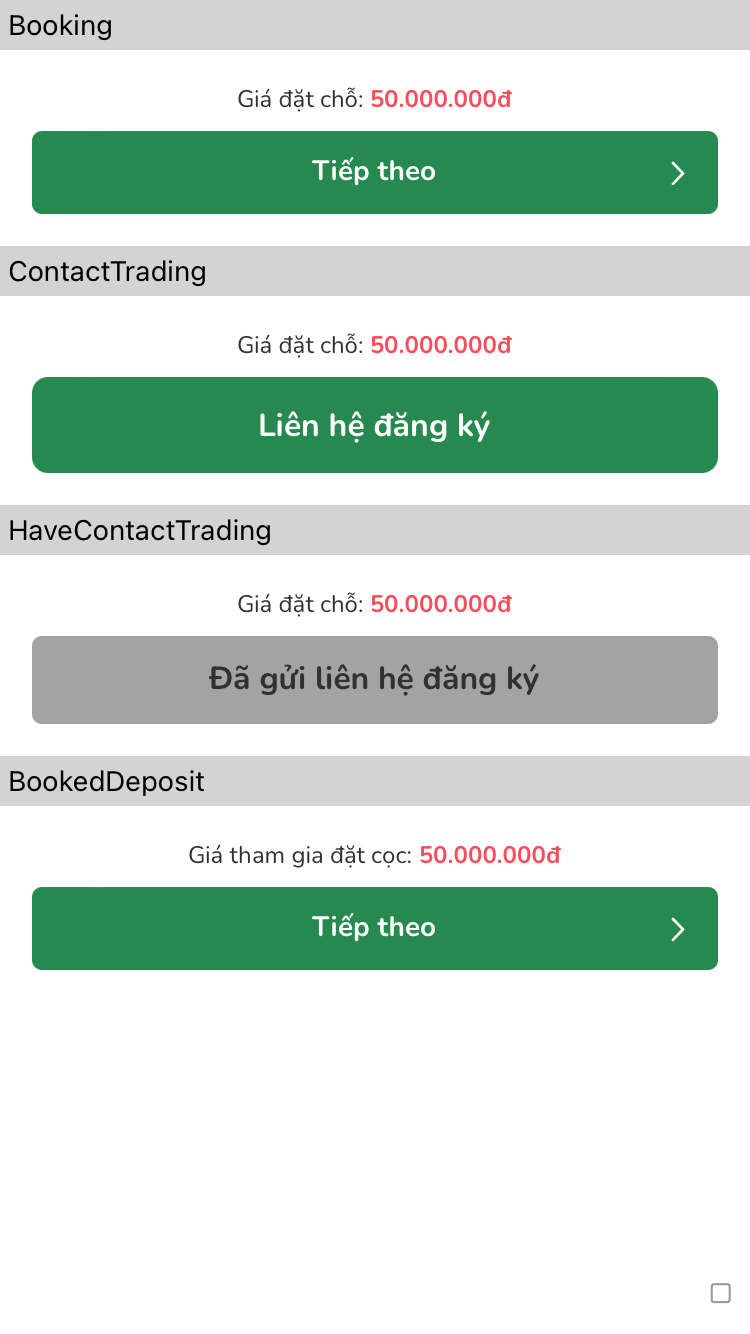 Booking
Giá đặt chỗ: 50.000.000đ
Tiếp theo
ContactTrading
Giá đặt chỗ: 50.000.000đ
Liên hệ đăng ký
HaveContactTrading
Giá đặt chỗ: 50.000.000đ
Đã gửi liên hệ đăng ký
BookedDeposit
Giá tham gia đặt cọc: 50.000.000đ
Tiếp theo